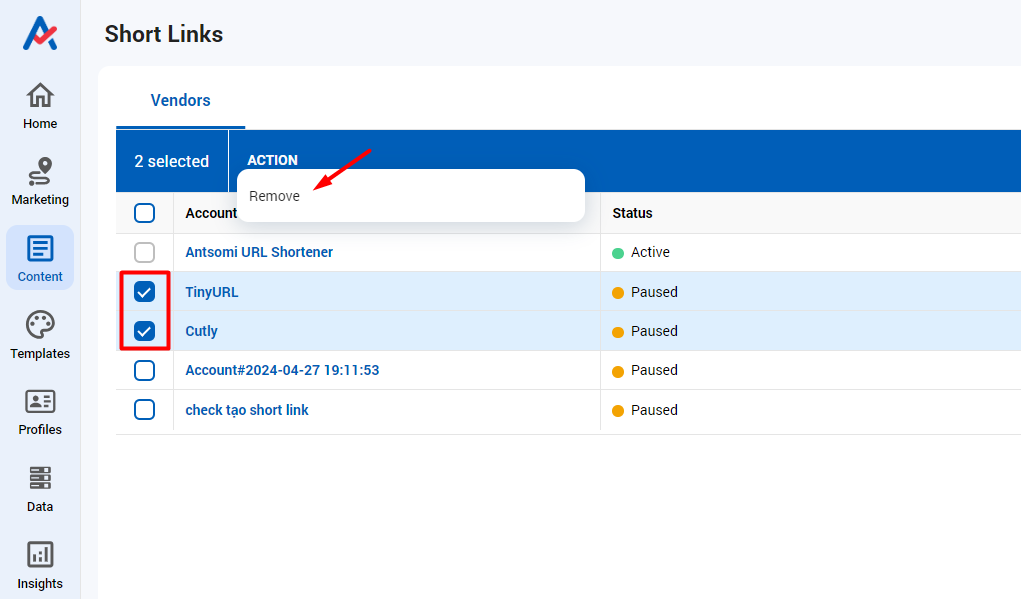 Short Links
Home
Marketing
Content
Templates
Profiles
Data
Insights
Vendors
2 selected
ACTION
Remove
Account
Status
Antsomi URL Shortener
Active
TinyURL
Paused
Cutly
Paused
Account#2024-04-27 19:11:53
Paused
check tạo short link
Paused